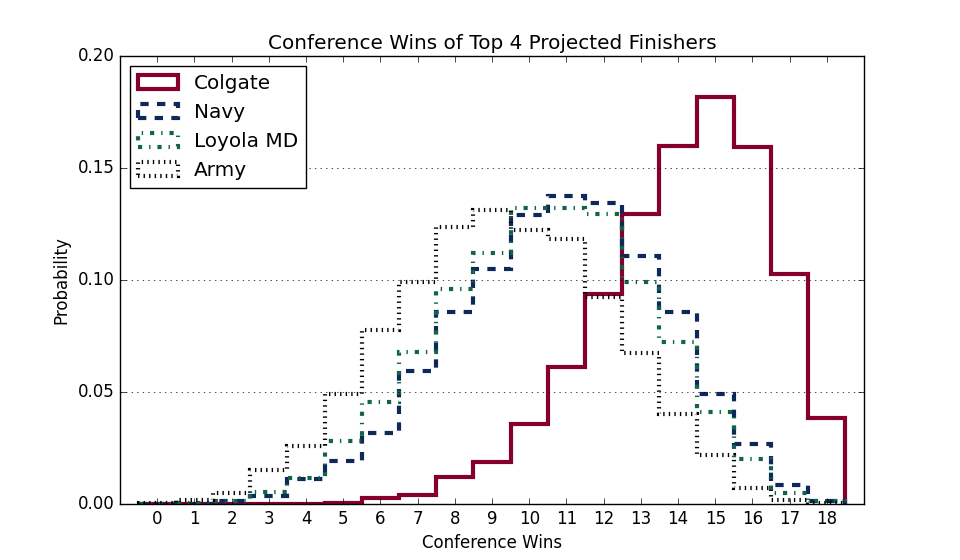 Conference Wins of Top 4 Projected Finishers
0.20
Colgate
Navy
Loyola MD
Army
0.15
0.10
0.05
0.00
Probability
0 1 2 3 4 5 6 7 8 9 10 11 12 13 14 15 16 17 18
Conference Wins